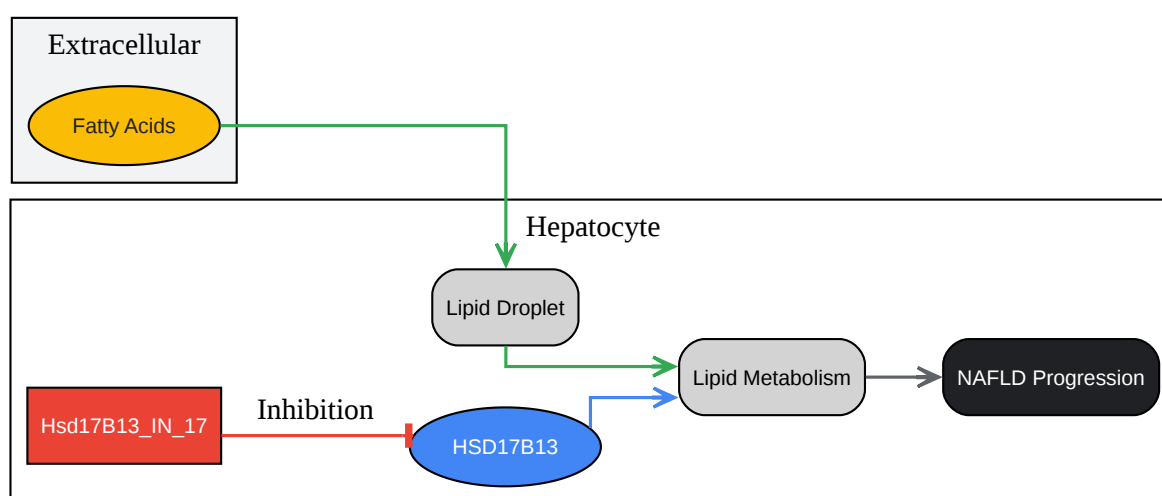 Extracellular
Fatty Acids
Hepatocyte
Lipid Droplet
Lipid Metabolism
NAFLD Progression
Hsd17B13_IN_17
Inhibition
HSD17B13